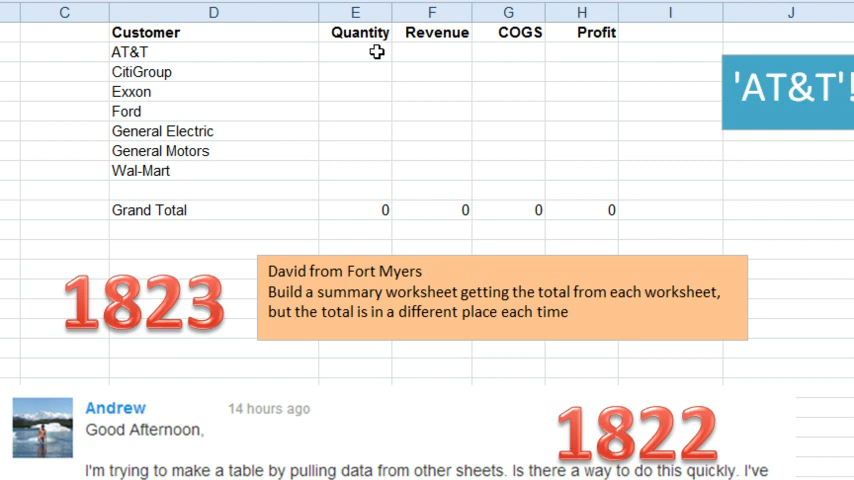 C D E F G H I J
Customer Quantity Revenue COGS Profit
AT&T
'AT&T'!
CitiGroup
Exxon
Ford
General Electric
General Motors
Wal-Mart
Grand Total 0 0 0 0
1823
David from Fort Myers
Build a summary worksheet getting the total from each worksheet,
but the total is in a different place each time
Andrew 14 hours ago
Good Afternoon,
1822
I'm trying to make a table by pulling data from other sheets. Is there a way to do this quickly. I've